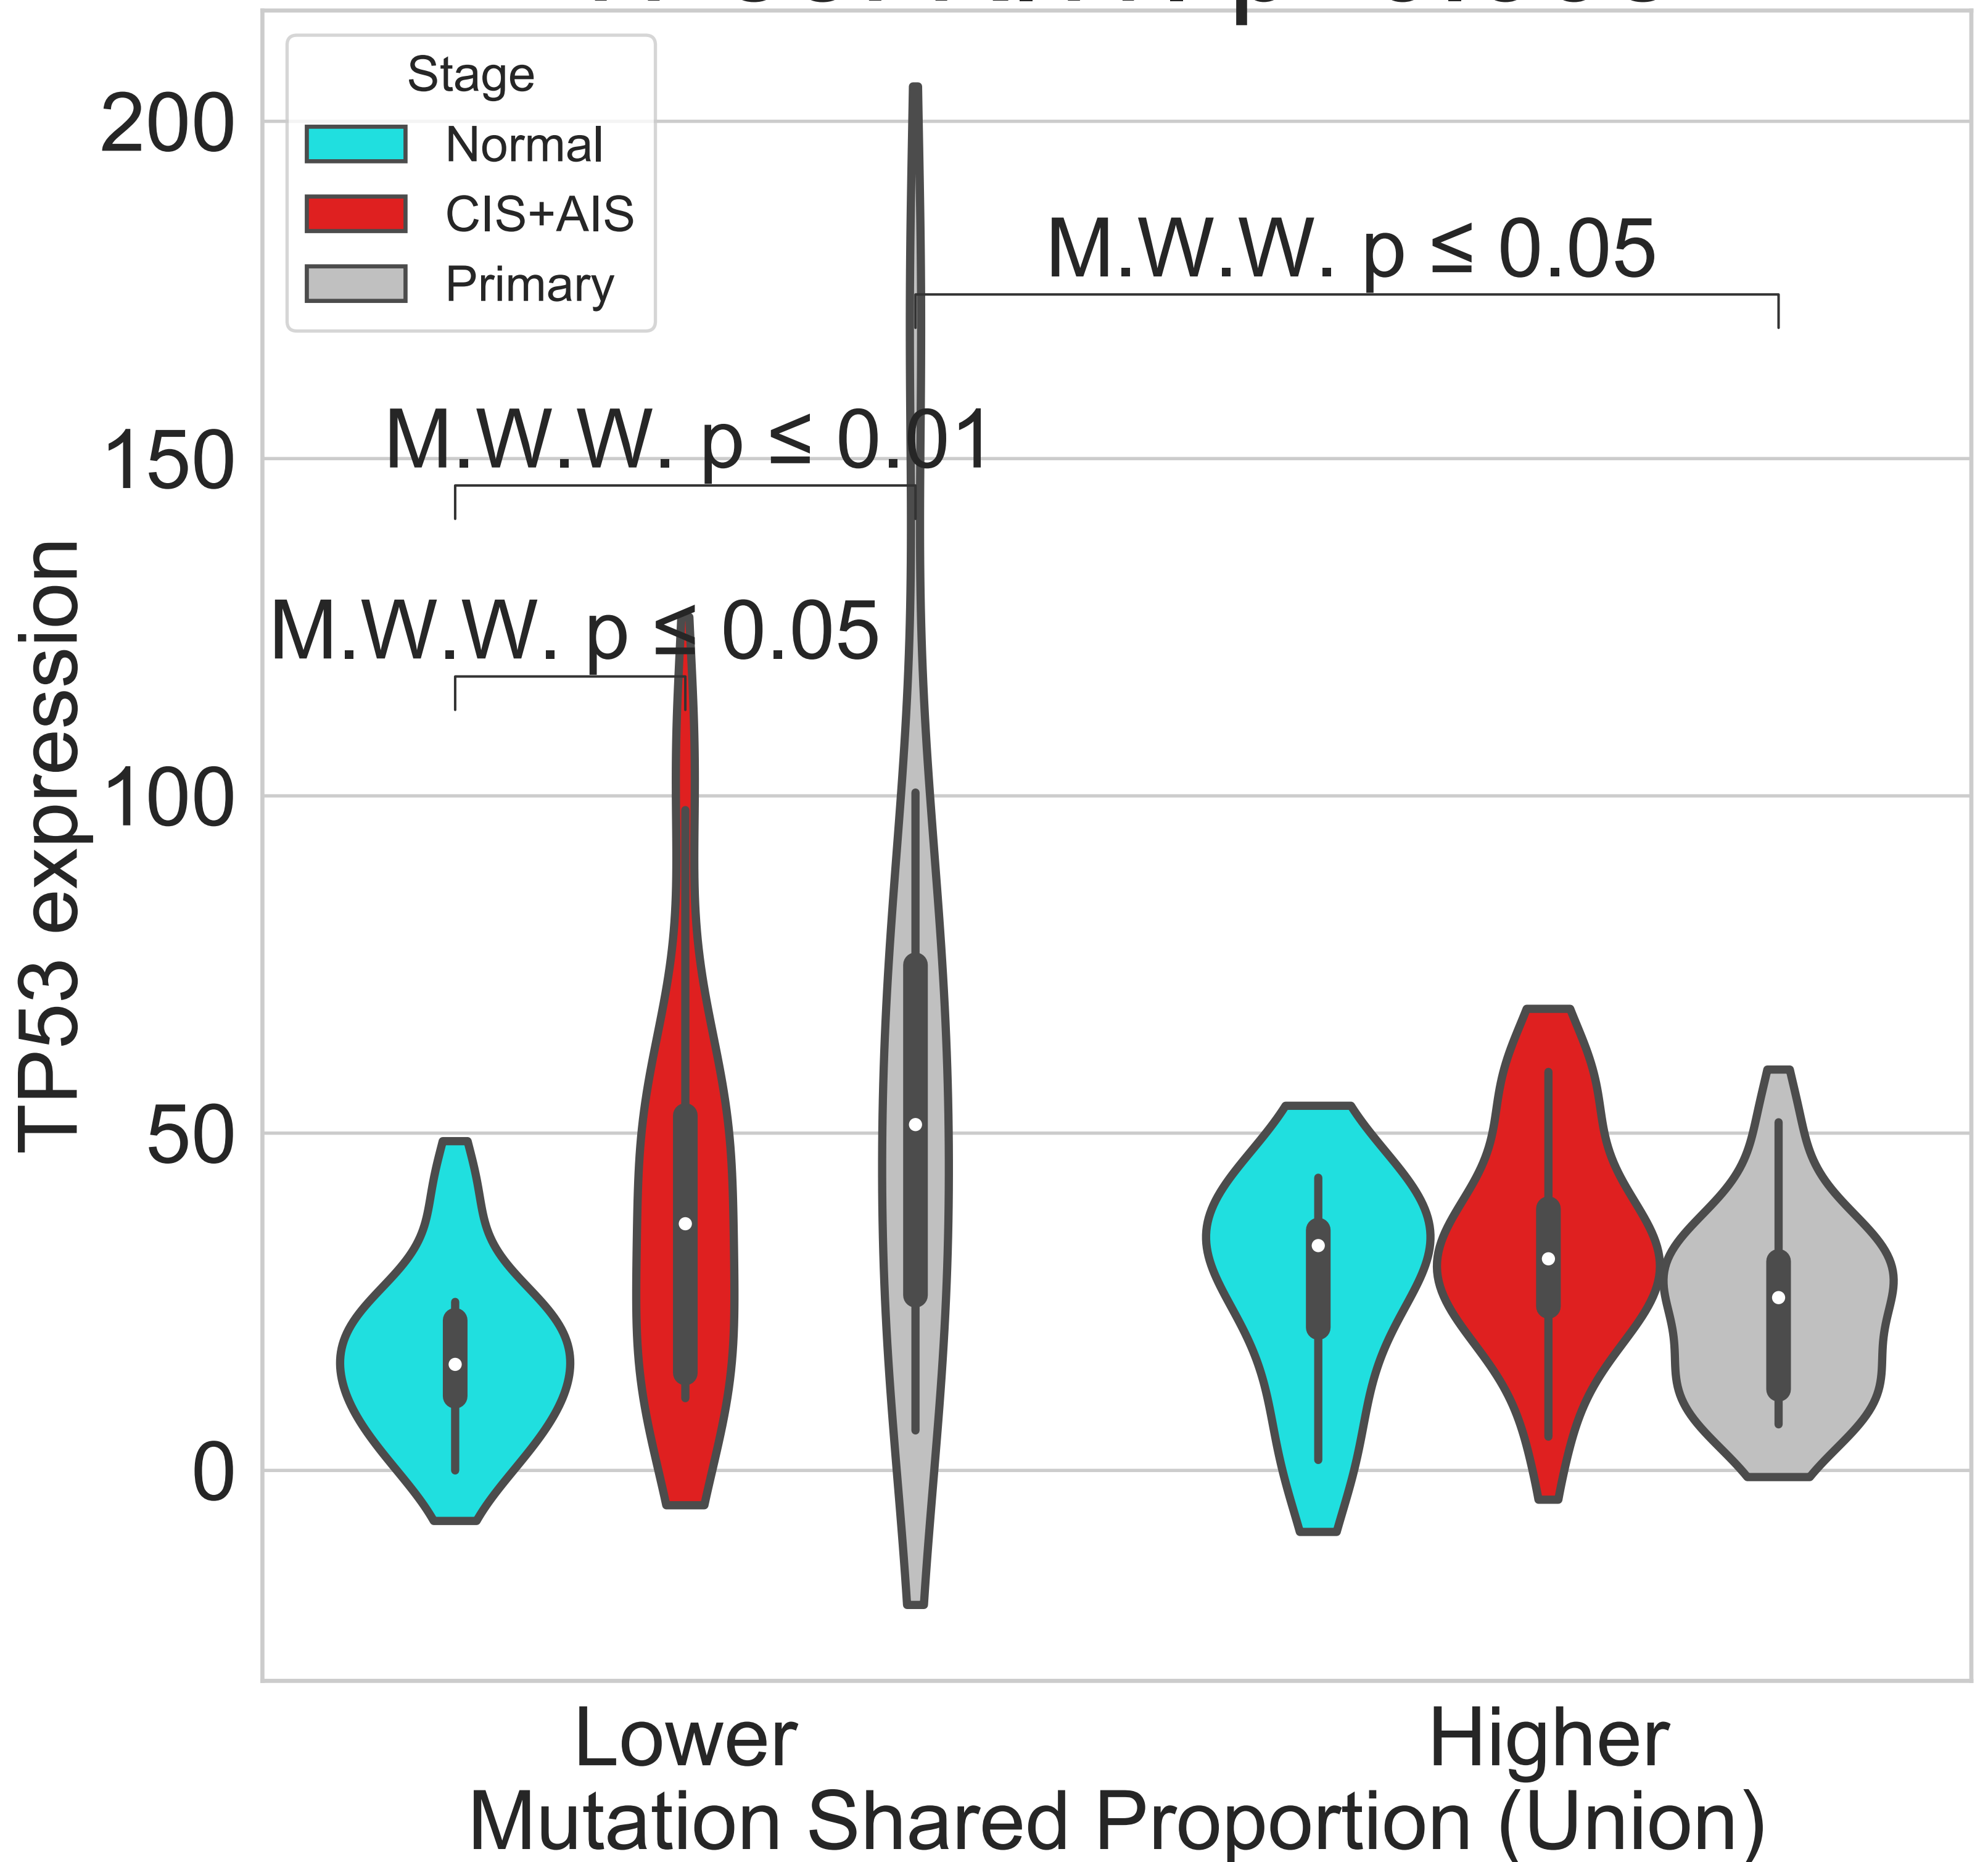 Stage
Normal
CIS+AIS
Primary
M.W.W. p ≤ 0.05
M.W.W. p ≤ 0.01
M.W.W. p ≤ 0.05
200
150
100
50
0
TP53 expression
Lower
Higher
Mutation Shared Proportion (Union)